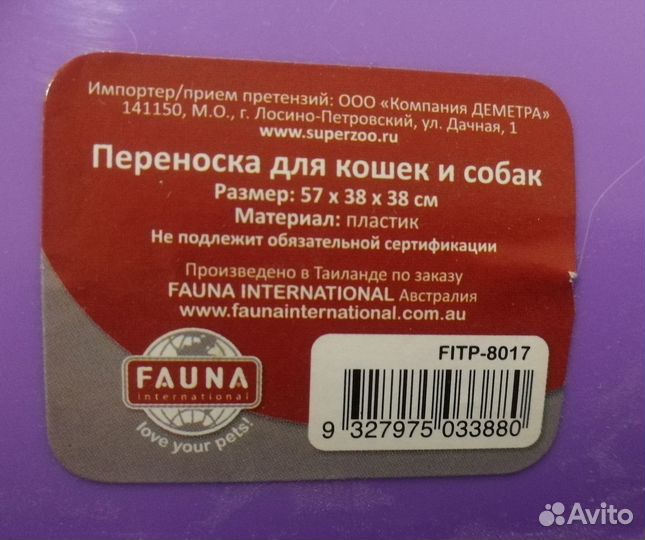 Импортер/прием претензий: ООО «Компания ДЕМЕТРА»
141150, М.О., г. Лосино-Петровский, ул. Дачная, 1
www.superzoo.ru
Переноска для кошек и собак
Размер: 57 x 38 x 38 см
Материал: пластик
Не подлежит обязательной сертификации
Произведено в Таиланде по заказу
FAUNA INTERNATIONAL Австралия
www.faunainternational.com.au
FITP-8017
9 327975 033880
FAUNA
international
love your pets!
Avito